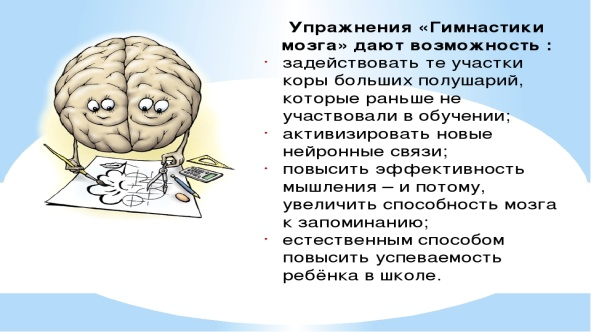 Упражнения «Гимнастики
мозга» дают возможность :
· задействовать те участки
коры больших полушарий,
которые раньше не
участвовали в обучении;
· активизировать новые
нейронные связи;
· повысить эффективность
мышления – и потому,
увеличить способность мозга
к запоминанию;
· естественным способом
повысить успеваемость
ребёнка в школе.